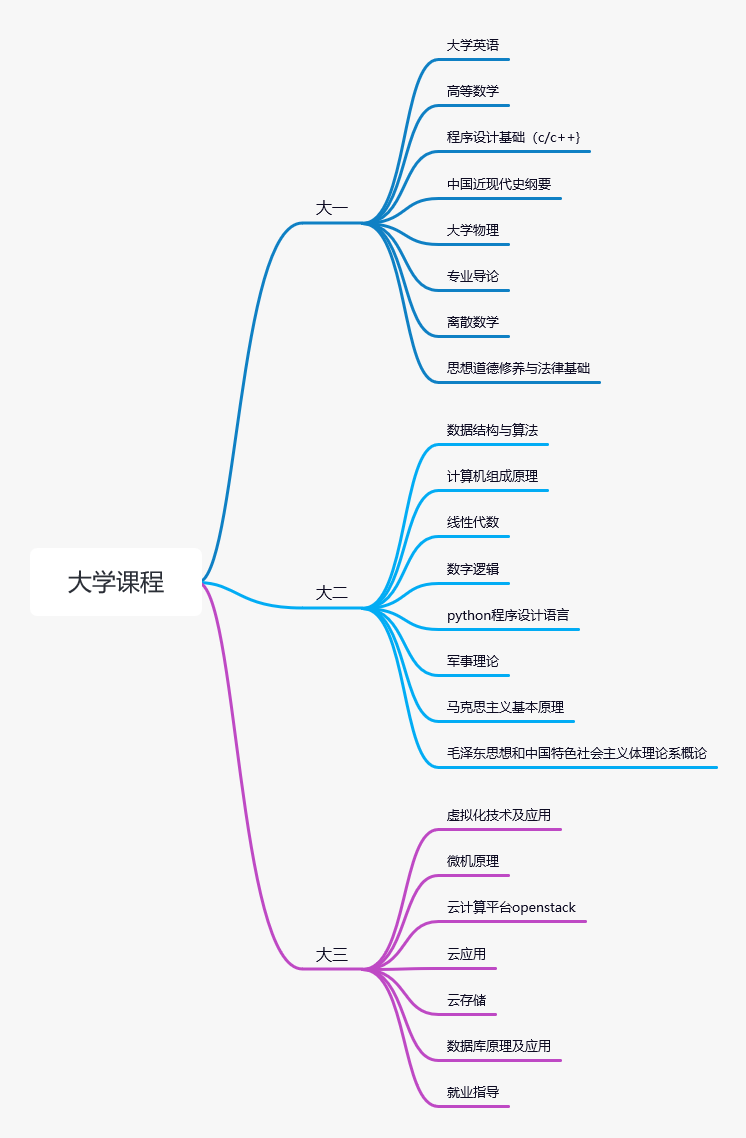 大学课程
大一
大学英语
高等数学
程序设计基础（c/c++}
中国近现代史纲要
大学物理
专业导论
离散数学
思想道德修养与法律基础
大二
数据结构与算法
计算机组成原理
线性代数
数字逻辑
python程序设计语言
军事理论
马克思主义基本原理
毛泽东思想和中国特色社会主义体理论系概论
大三
虚拟化技术及应用
微机原理
云计算平台openstack
云应用
云存储
数据库原理及应用
就业指导